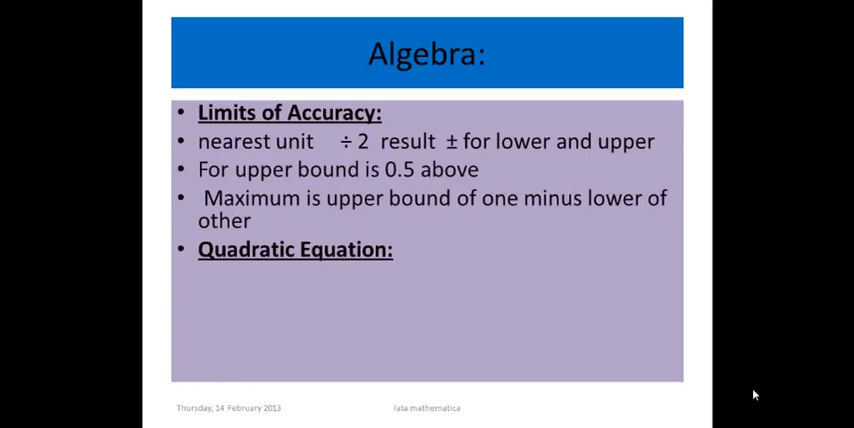 Algebra:
• Limits of Accuracy:
• nearest unit ÷ 2 result ± for lower and upper
• For upper bound is 0.5 above
• Maximum is upper bound of one minus lower of
other
• Quadratic Equation:
Thursday, 14 February 2013
lata mathematica